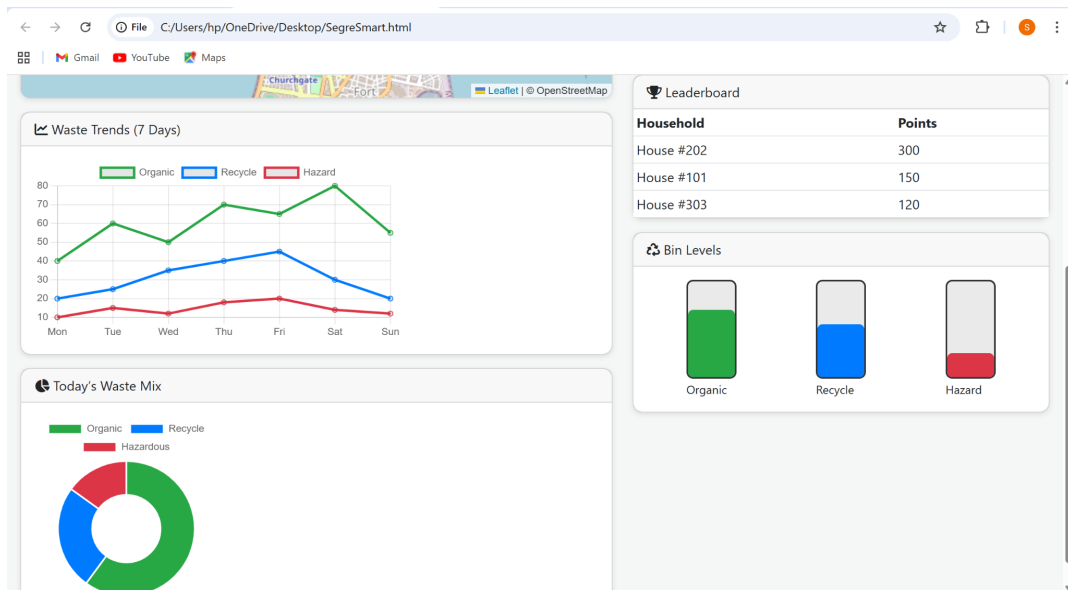 File C:/Users/hp/OneDrive/Desktop/SegreSmart.html S
Gmail YouTube Maps
Churchgate
Fort
Leaflet | © OpenStreetMap
Waste Trends (7 Days)
Organic Recycle Hazard
80
70
60
50
40
30
20
10
Mon Tue Wed Thu Fri Sat Sun
Today's Waste Mix
Organic Recycle
Hazardous
Leaderboard
Household Points
House #202 300
House #101 150
House #303 120
Bin Levels
Organic Recycle Hazard